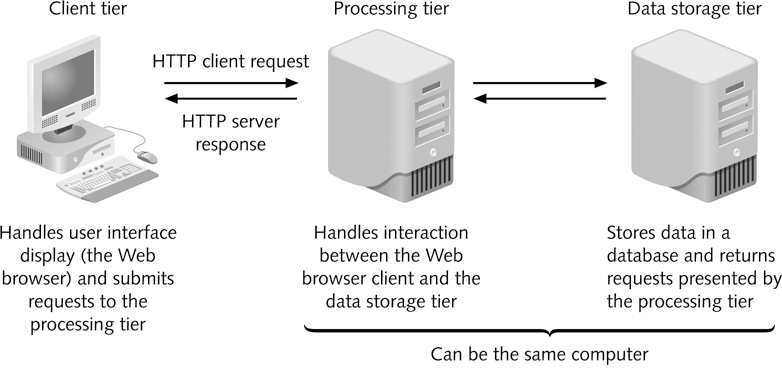 Client tier
Processing tier
Data storage tier
HTTP client request
HTTP server
response
Handles user interface
display (the Web
browser) and submits
requests to the
processing tier
Handles interaction
between the Web
browser client and the
data storage tier
Stores data in a
database and returns
requests presented by
the processing tier
Can be the same computer